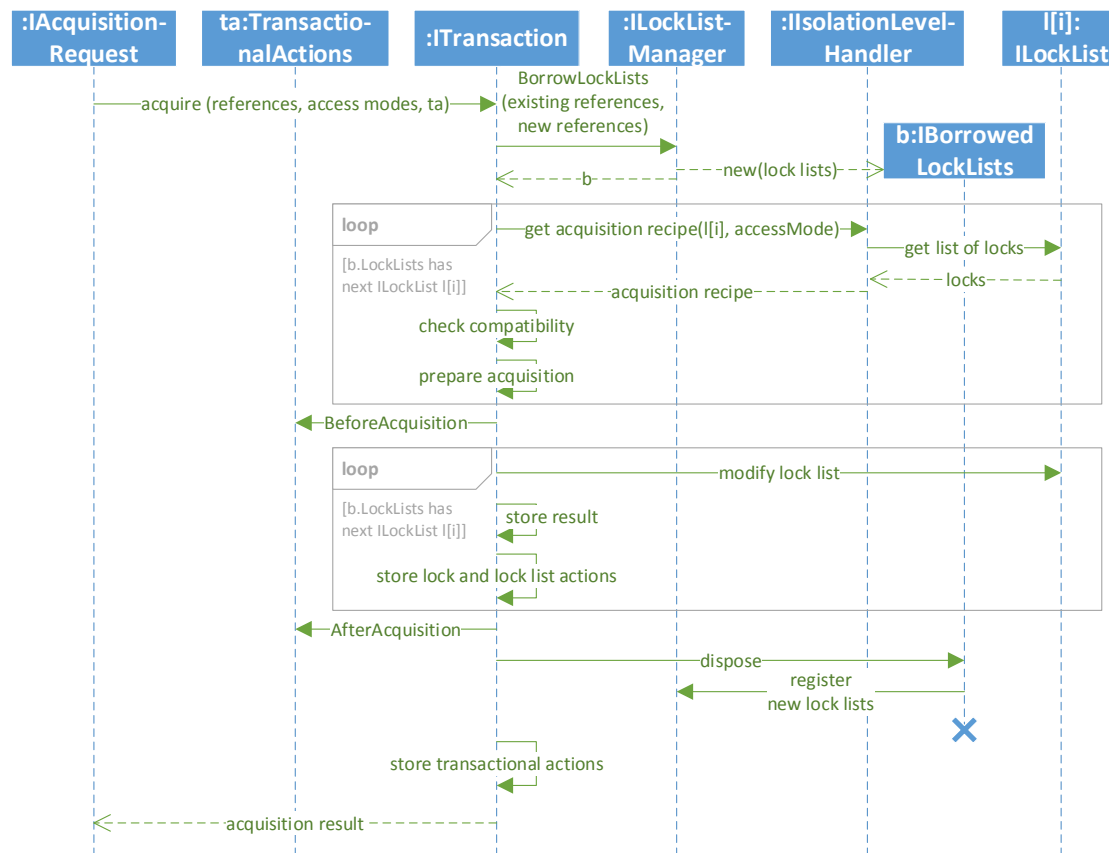 :IAcquisition-
Request
ta:Transactio-
nalActions
:ITransaction
:ILockList-
Manager
:IIsolationLevel-
Handler
l[i]:
ILockList
acquire (references, access modes, ta)
BorrowLockLists
(existing references,
new references)
b:IBorrowed
LockLists
new(lock lists)
b
loop
[b.LockLists has
next ILockList l[i]]
get acquisition recipe(l[i], accessMode)
get list of locks
locks
acquisition recipe
check compatibility
prepare acquisition
BeforeAcquisition
loop
[b.LockLists has
next ILockList l[i]]
modify lock list
store result
store lock and lock list actions
AfterAcquisition
dispose
register
new lock lists
store transactional actions
acquisition result